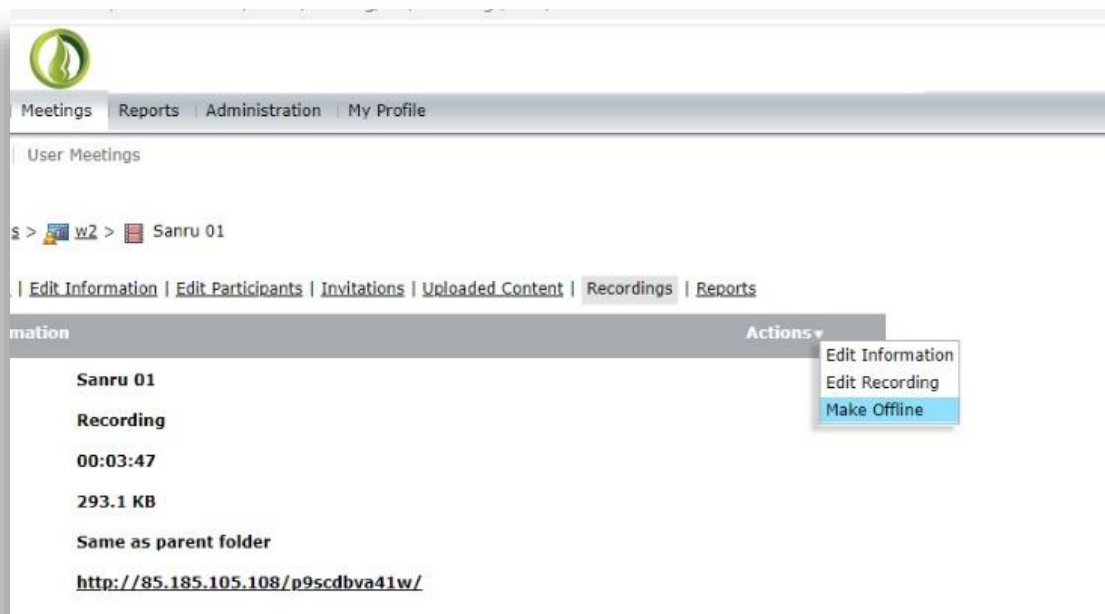 Meetings Reports Administration My Profile
User Meetings
s > w2 > Sanru 01
| Edit Information | Edit Participants | Invitations | Uploaded Content | Recordings | Reports
mation Actions
Edit Information
Sanru 01 Edit Recording
Make Offline
Recording
00:03:47
293.1 KB
Same as parent folder
http://85.185.105.108/p9scdbva41w/